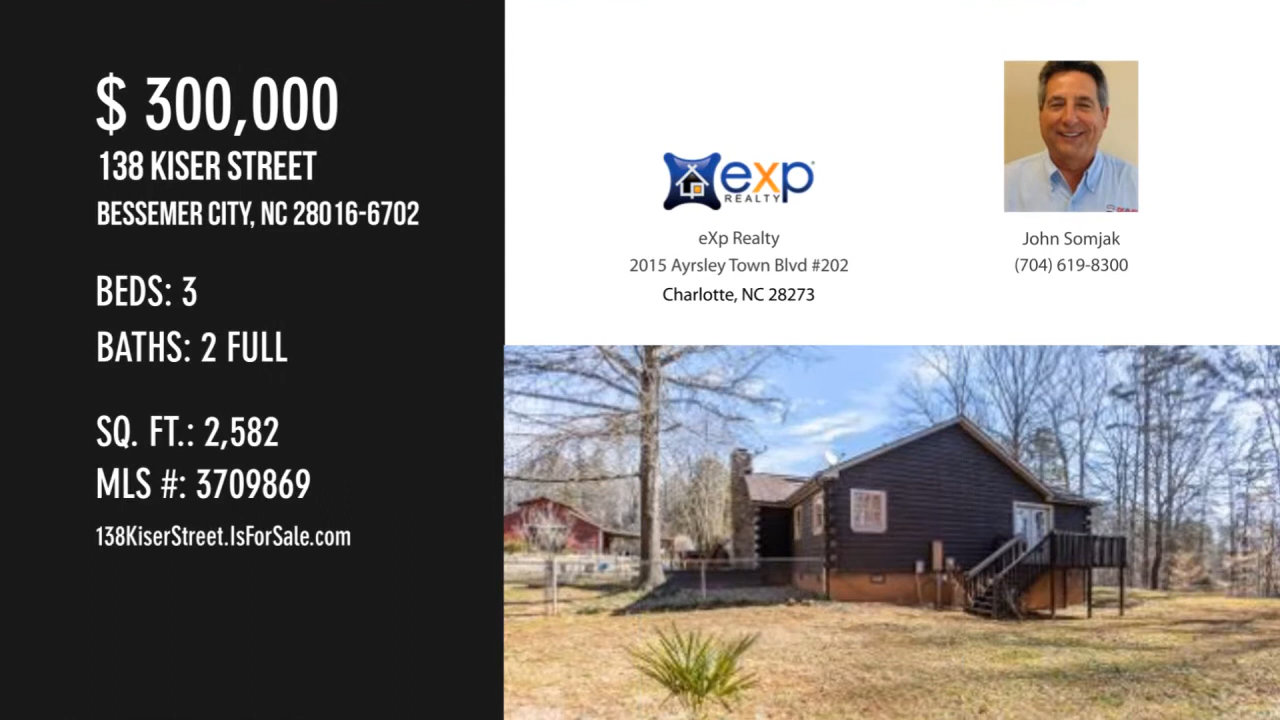 $ 300,000
138 KISER STREET
BESSEMER CITY, NC 28016-6702
BEDS: 3
BATHS: 2 FULL
SQ. FT.: 2,582
MLS #: 3709869
138KiserStreet.IsForSale.com
exp
REALTY
eXp Realty
2015 Ayrsley Town Blvd #202
Charlotte, NC 28273
John Somjak
(704) 619-8300